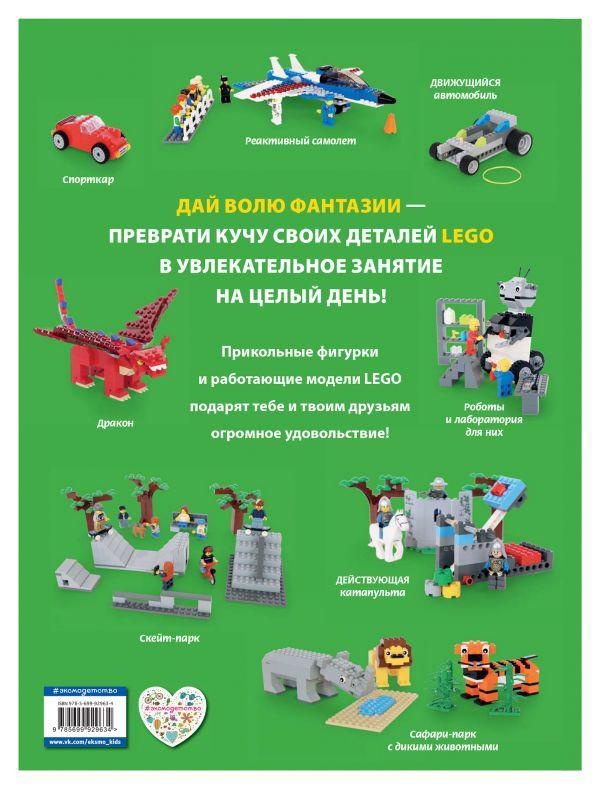 ДВИЖУЩИЙСЯ
автомобиль
Реактивный самолет
Спорткар
ДАЙ ВОЛЮ ФАНТАЗИИ —
ПРЕВРАТИ КУЧУ СВОИХ ДЕТАЛЕЙ LEGO
В УВЛЕКАТЕЛЬНОЕ ЗАНЯТИЕ
НА ЦЕЛЫЙ ДЕНЬ!
Прикольные фигурки
и работающие модели LEGO
подарят тебе и твоим друзьям
огромное удовольствие!
Дракон
Роботы
и лаборатория
для них
ДЕЙСТВУЮЩАЯ
катапульта
Скейт-парк
Сафари-парк
с дикими животными
#эксмодетство
ISBN 978-5-699-92963-4
9 785699 929634 >
www.vk.com/eksmo_kids
#эксмодетство